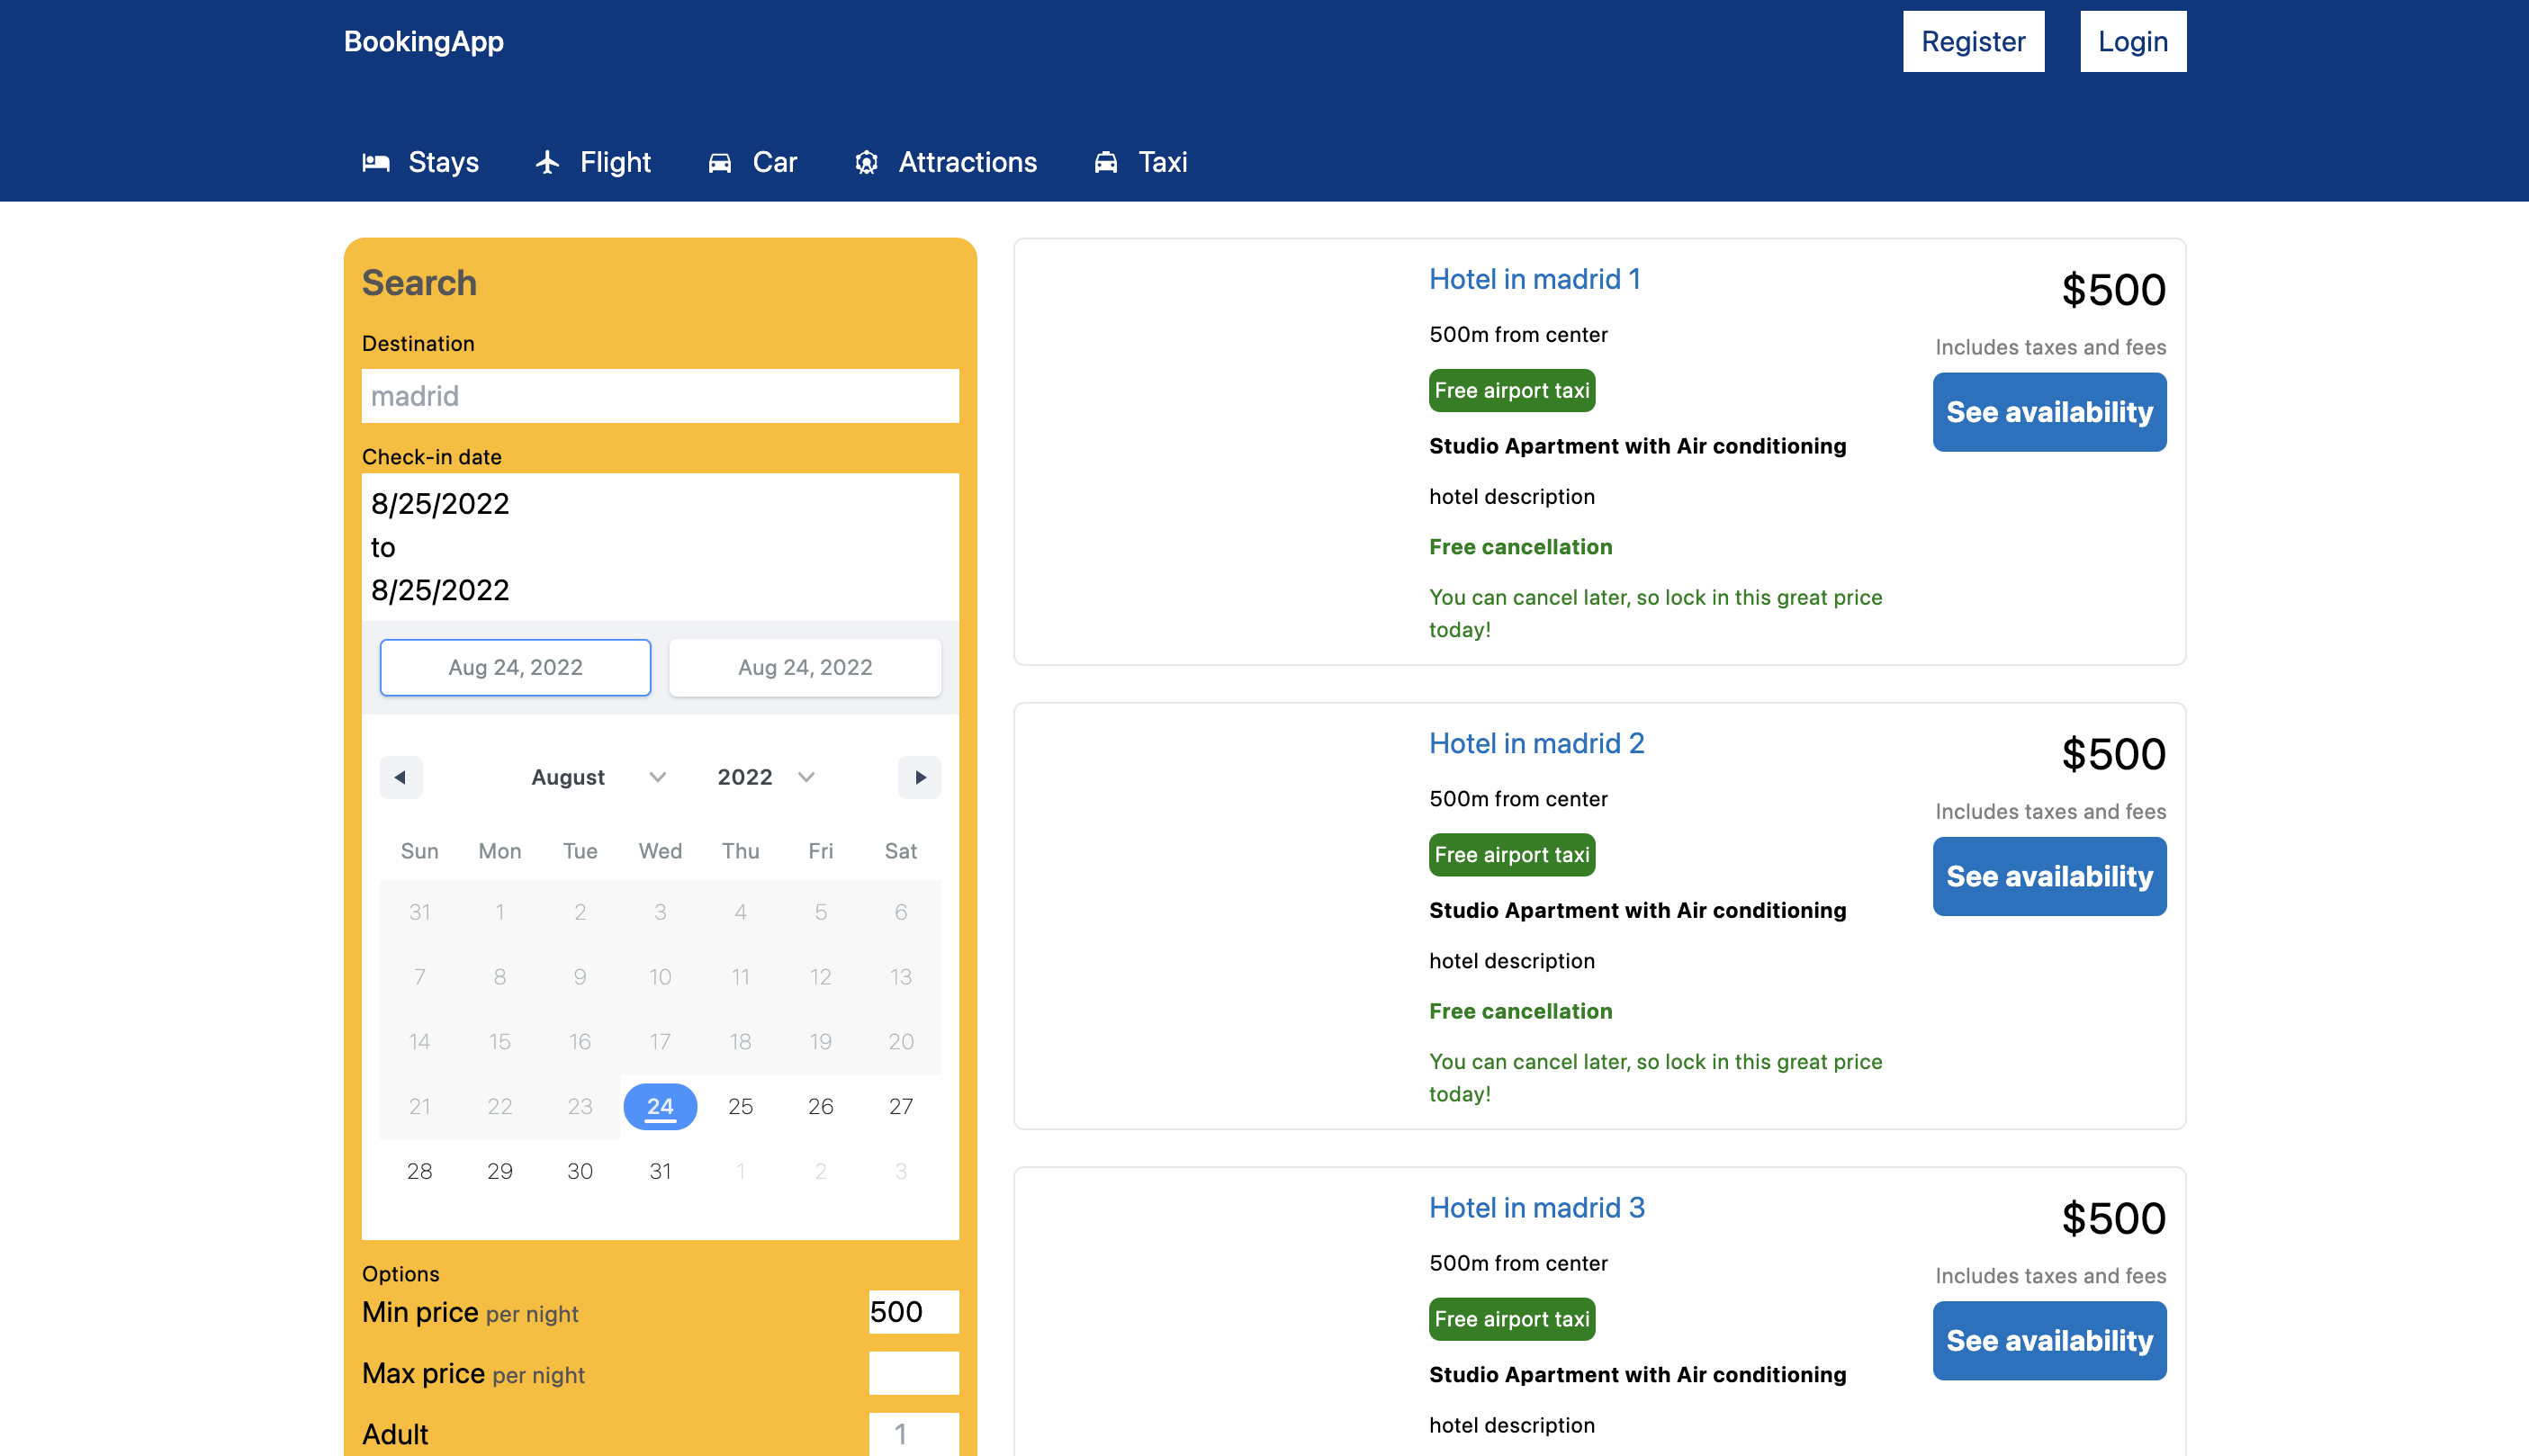 BookingApp
Register
Login
Stays
Flight
Car
Attractions
Taxi
Search
Destination
madrid
Check-in date
8/25/2022
to
8/25/2022
Aug 24, 2022
Aug 24, 2022
August
2022
Sun Mon Tue Wed Thu Fri Sat
31 1 2 3 4 5 6
7 8 9 10 11 12 13
14 15 16 17 18 19 20
21 22 23 24 25 26 27
28 29 30 31 1 2 3
Options
Min price per night
500
Max price per night
Adult
1
Hotel in madrid 1
500m from center
Free airport taxi
Studio Apartment with Air conditioning
hotel description
Free cancellation
You can cancel later, so lock in this great price
today!
$500
Includes taxes and fees
See availability
Hotel in madrid 2
500m from center
Free airport taxi
Studio Apartment with Air conditioning
hotel description
Free cancellation
You can cancel later, so lock in this great price
today!
$500
Includes taxes and fees
See availability
Hotel in madrid 3
500m from center
Free airport taxi
Studio Apartment with Air conditioning
hotel description
$500
Includes taxes and fees
See availability